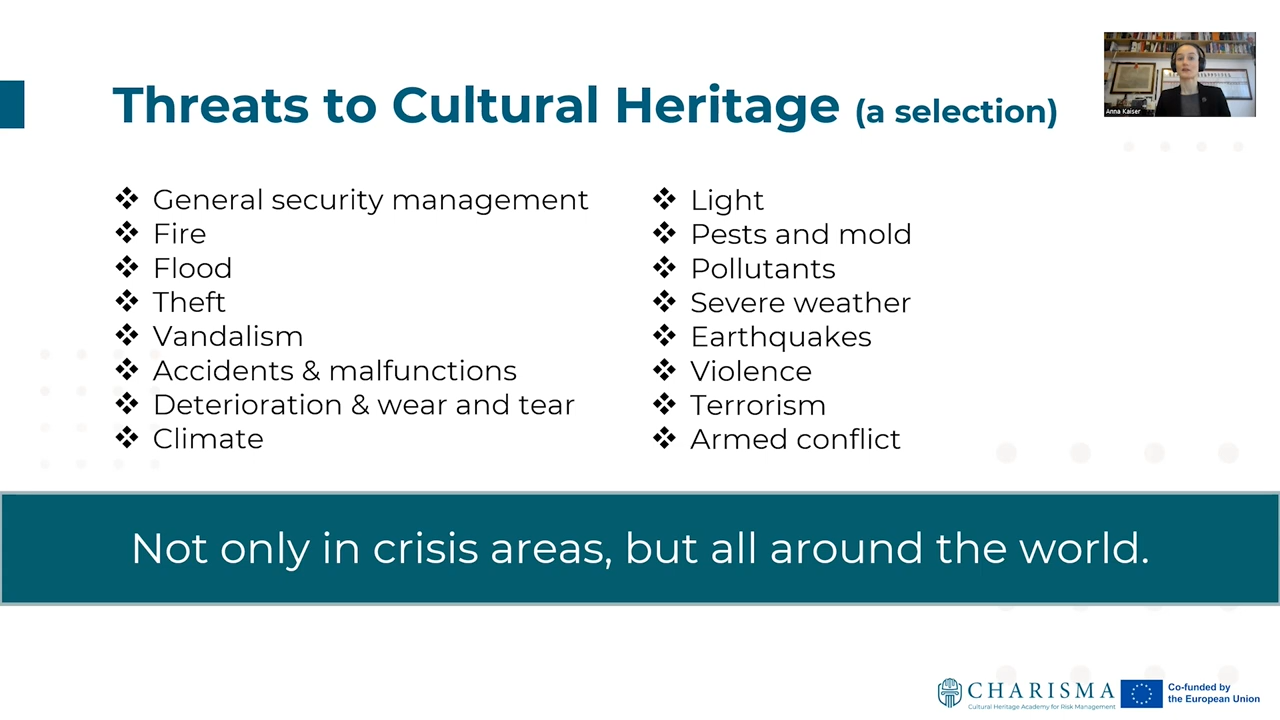 Threats to Cultural Heritage (a selection)
Anna Kaiser
General security management
Fire
Flood
Theft
Vandalism
Accidents & malfunctions
Deterioration & wear and tear
Climate
Light
Pests and mold
Pollutants
Severe weather
Earthquakes
Violence
Terrorism
Armed conflict
Not only in crisis areas, but all around the world.
CHARISMA
Cultural Heritage Academy for Risk Management
Co-funded by
the European Union